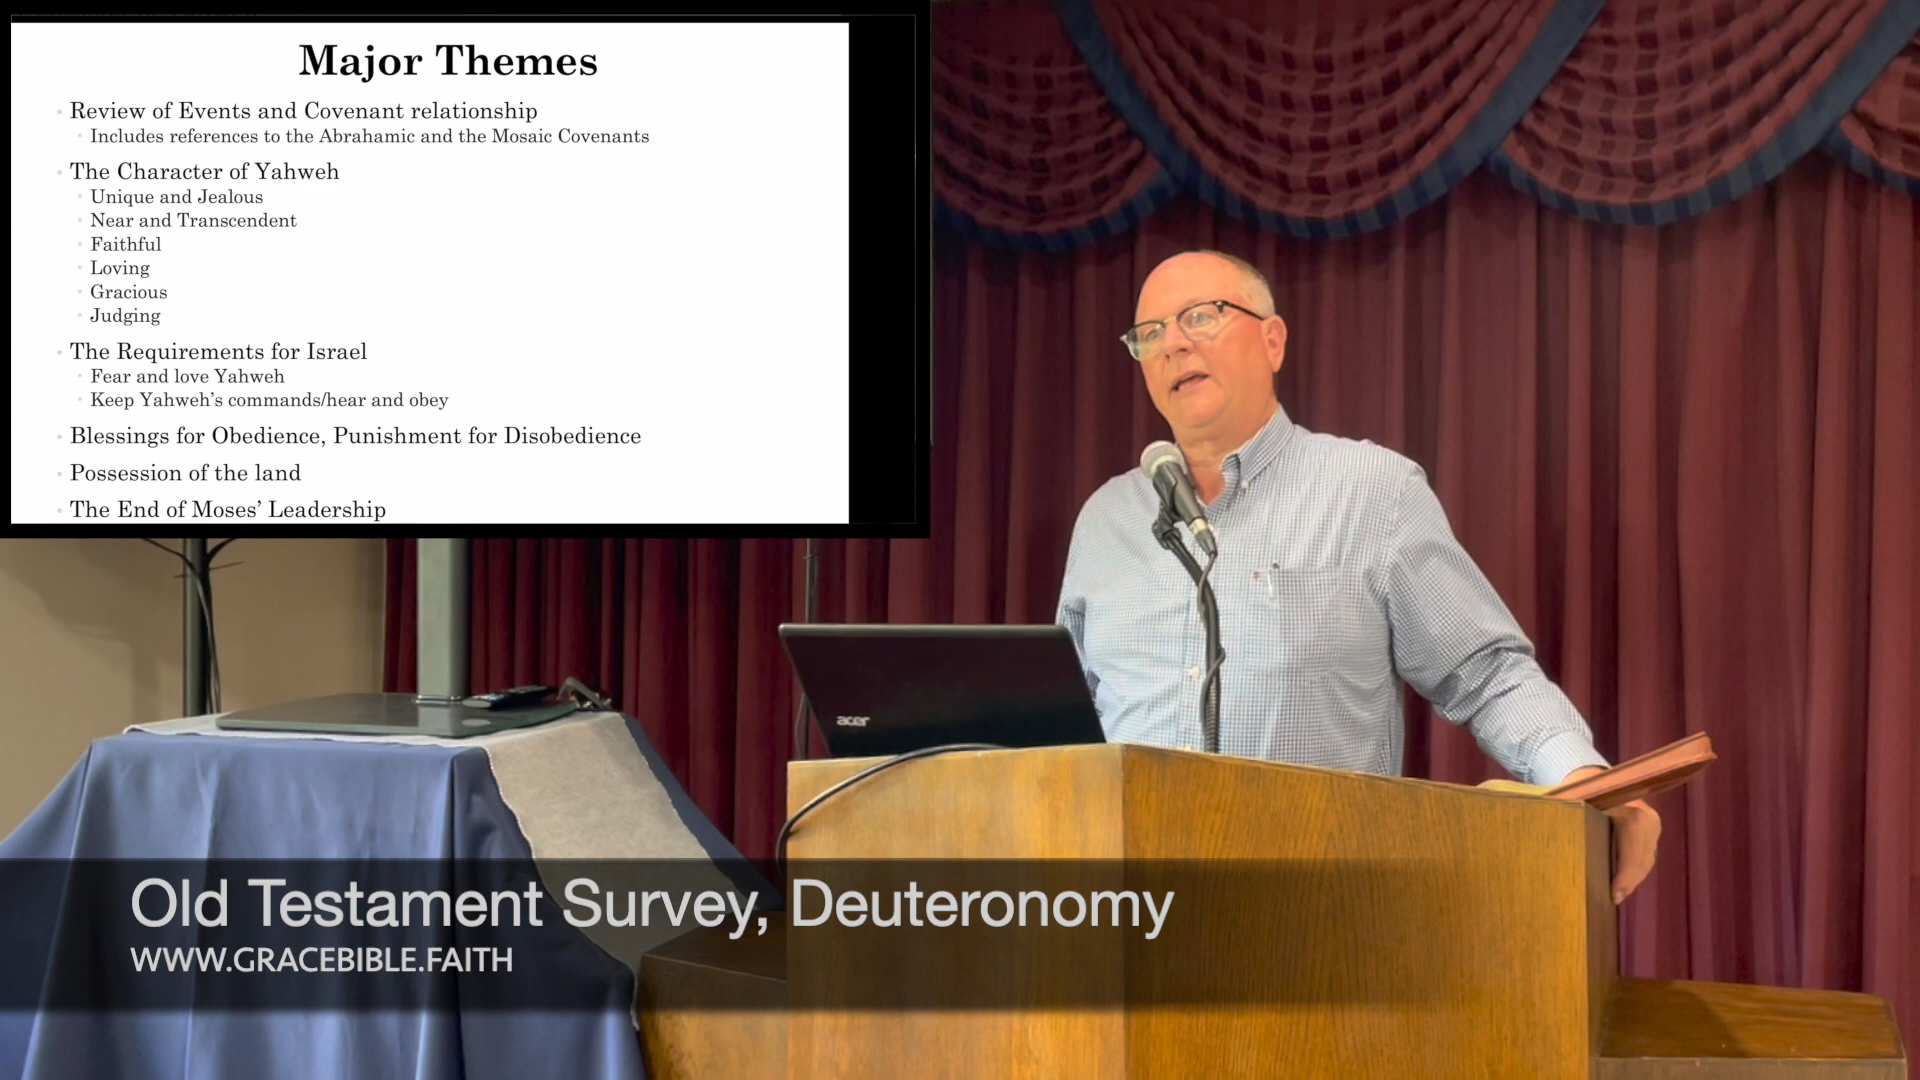 Major Themes
Review of Events and Covenant relationship
Includes references to the Abrahamic and the Mosaic Covenants
The Character of Yahweh
Unique and Jealous
Near and Transcendent
Faithful
Loving
Gracious
Judging
The Requirements for Israel
Fear and love Yahweh
Keep Yahweh's commands/hear and obey
Blessings for Obedience, Punishment for Disobedience
Possession of the land
The End of Moses' Leadership
acer
Old Testament Survey, Deuteronomy
WWW.GRACEBIBLE.FAITH